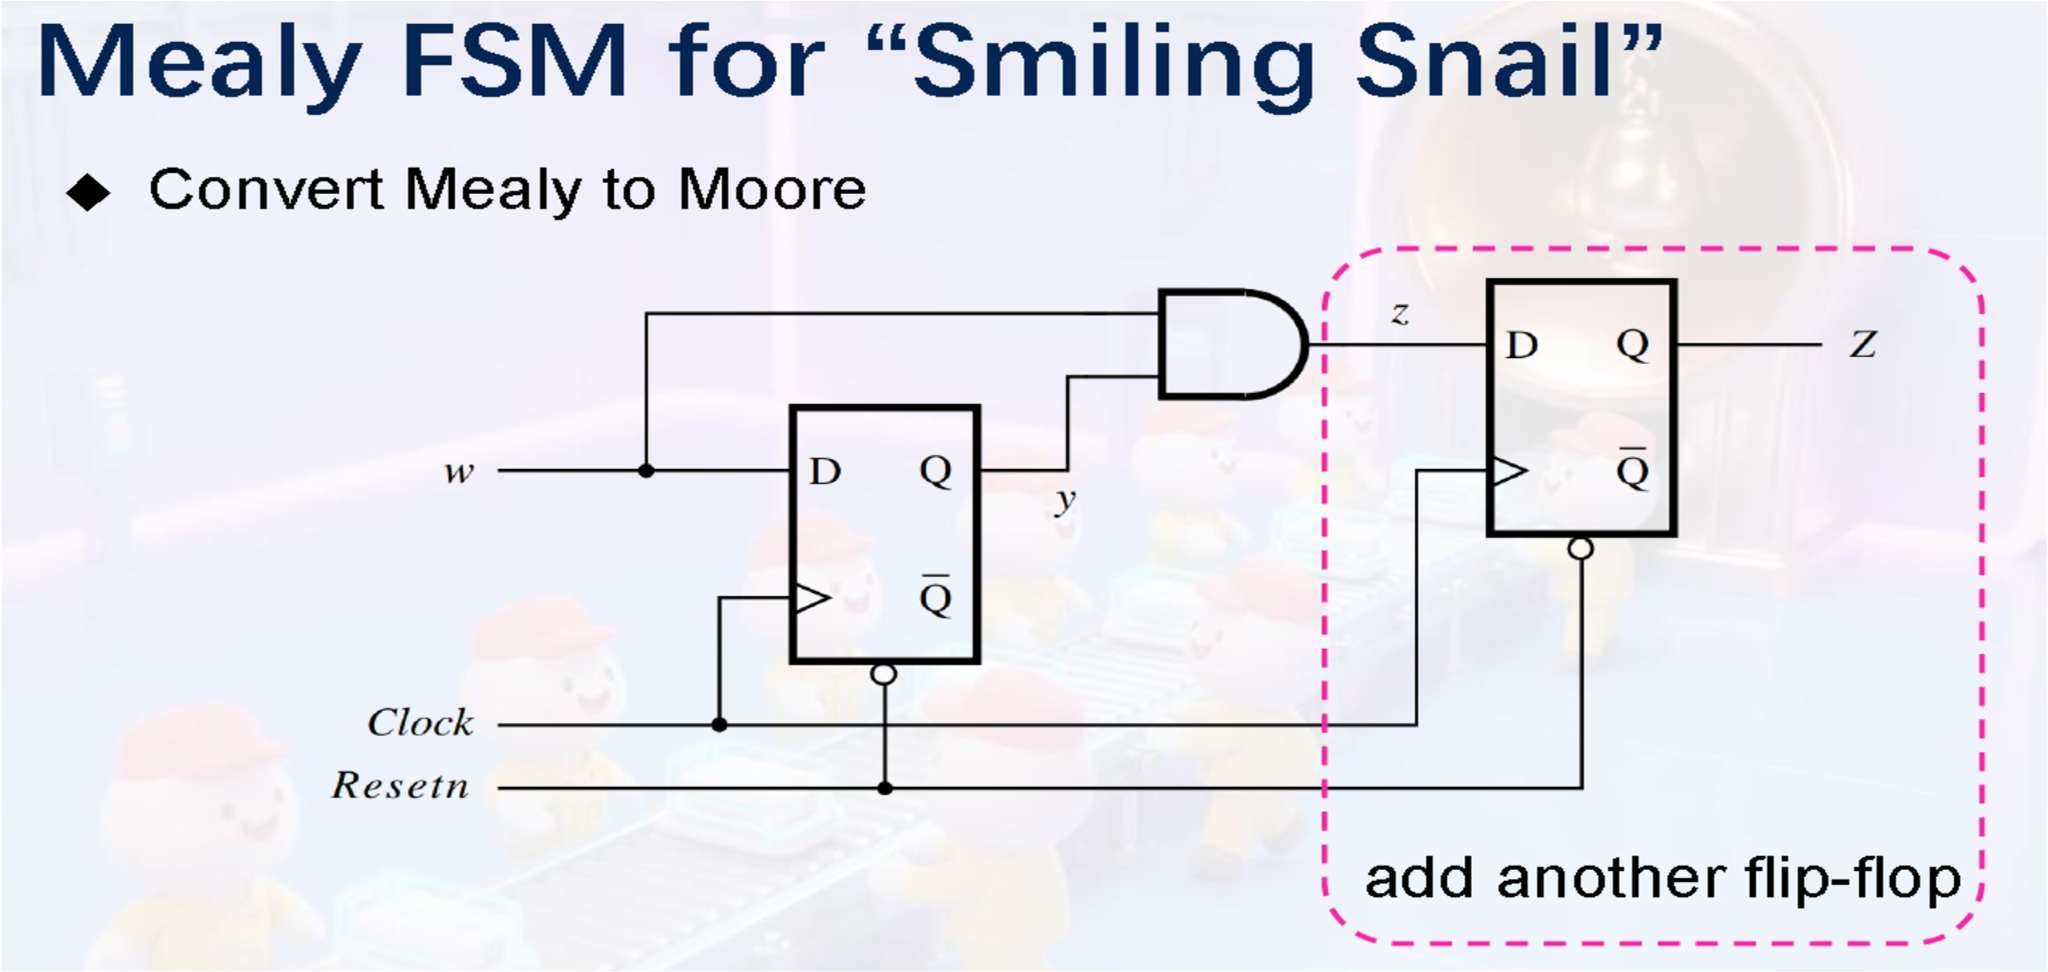 Mealy FSM for “Smiling Snail”
◆ Convert Mealy to Moore
z
D Q
Z
w
D Q
y
Q̅
Q̅
Clock
Resetn
add another flip-flop